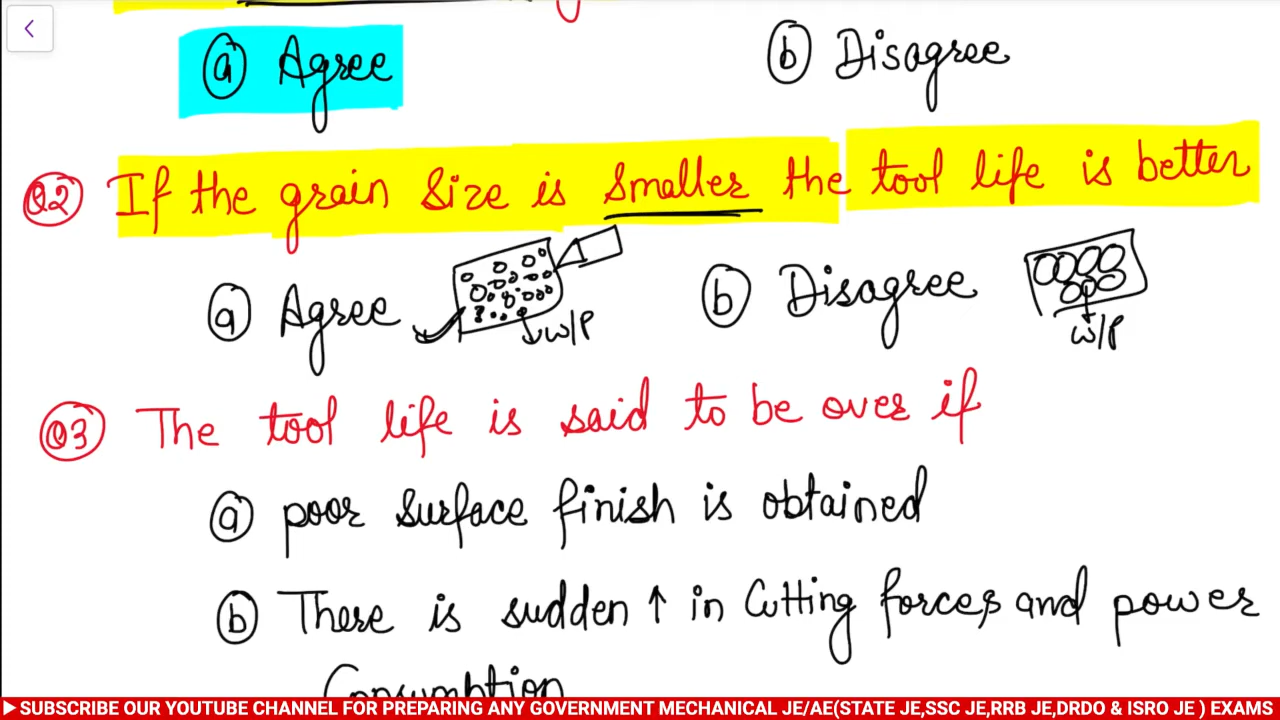 (a) Agree (b) Disagree
Q2 If the grain size is smaller the tool life is better
(a) Agree w/P (b) Disagree w/P
Q3 The tool life is said to be over if
(a) poor surface finish is obtained
(b) There is sudden ↑ in Cutting forces and power
Consumption
▶ SUBSCRIBE OUR YOUTUBE CHANNEL FOR PREPARING ANY GOVERNMENT MECHANICAL JE/AE(STATE JE,SSC JE,RRB JE,DRDO & ISRO JE ) EXAMS